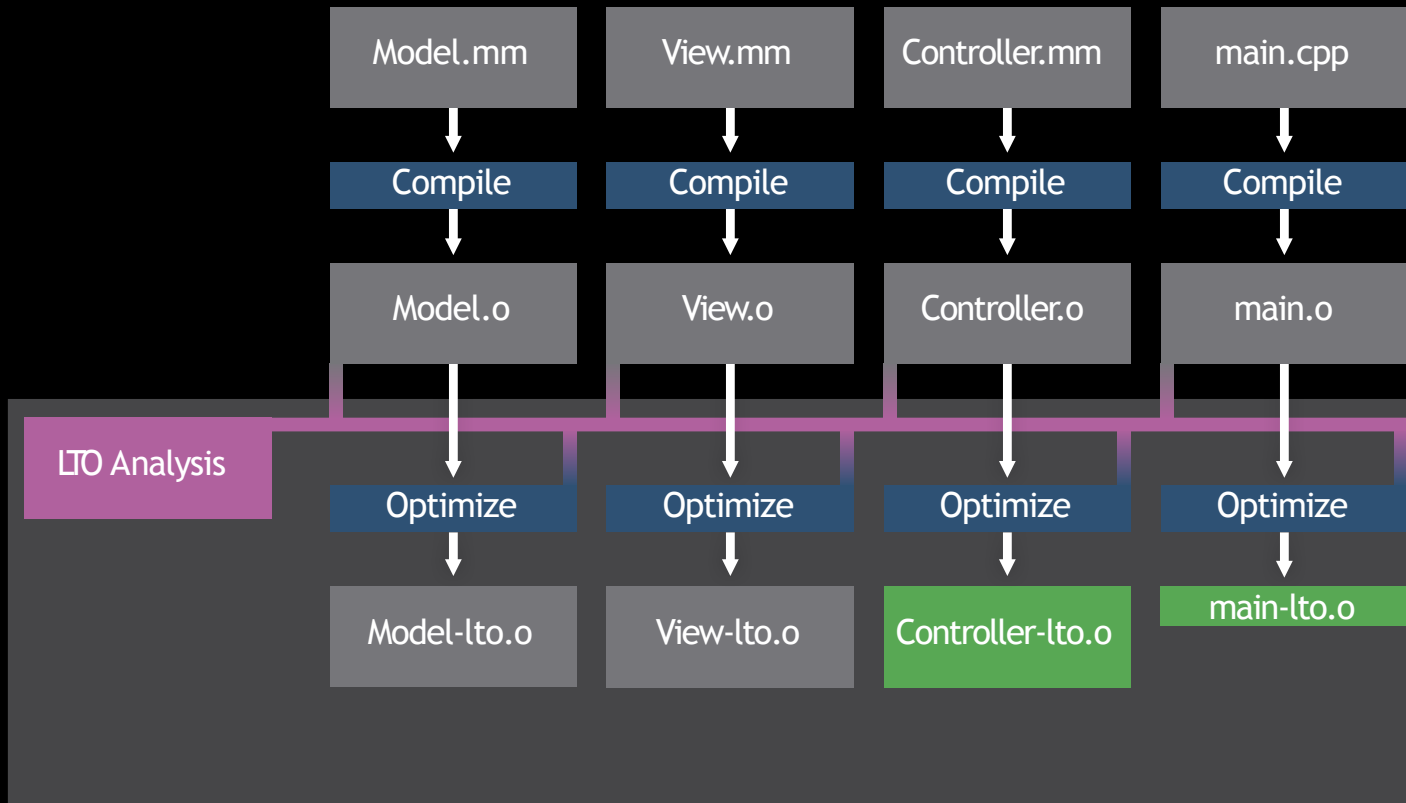 Model.mm
View.mm
Controller.mm
main.cpp
Compile
Compile
Compile
Compile
Model.o
View.o
Controller.o
main.o
LTO Analysis
Optimize
Optimize
Optimize
Optimize
Model-lto.o
View-lto.o
Controller-lto.o
main-lto.o